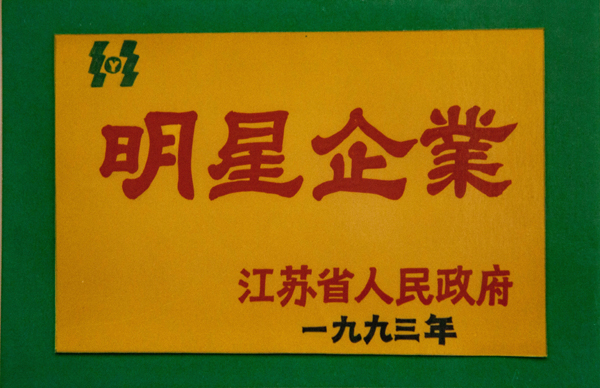 明星企業
江苏省人民政府
一九九三年